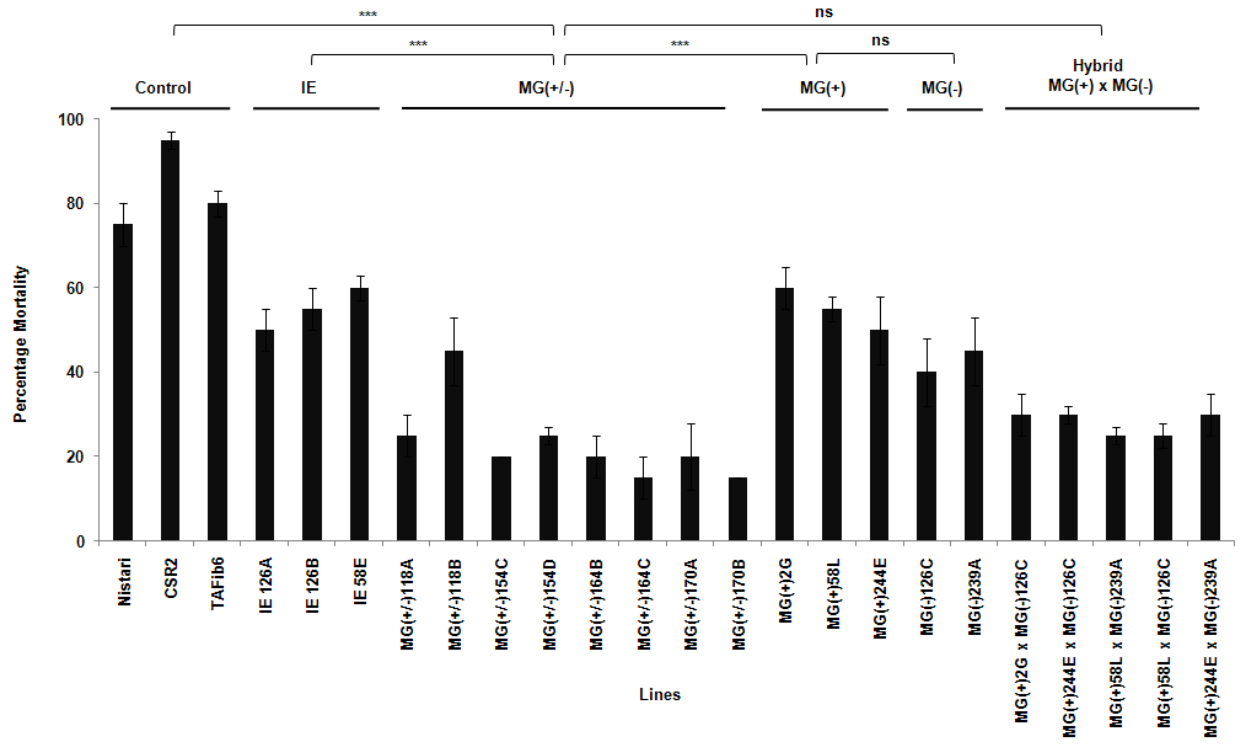 *** ns
*** *** ns
Control IE MG(+/-) MG(+) MG(-) Hybrid
MG(+) x MG(-)
Percentage Mortality
100
80
60
40
20
0
Nistari
CSR2
TAFib6
IE 126A
IE 126B
IE 58E
MG(+/-)118A
MG(+/-)118B
MG(+/-)154C
MG(+/-)154D
MG(+/-)164B
MG(+/-)164C
MG(+/-)170A
MG(+/-)170B
MG(+)2G
MG(+)58L
MG(+)244E
MG(-)126C
MG(-)239A
MG(+)2G x MG(-)126C
MG(+)244E x MG(-)126C
MG(+)58L x MG(-)239A
MG(+)58L x MG(-)126C
MG(+)244E x MG(-)239A
Lines